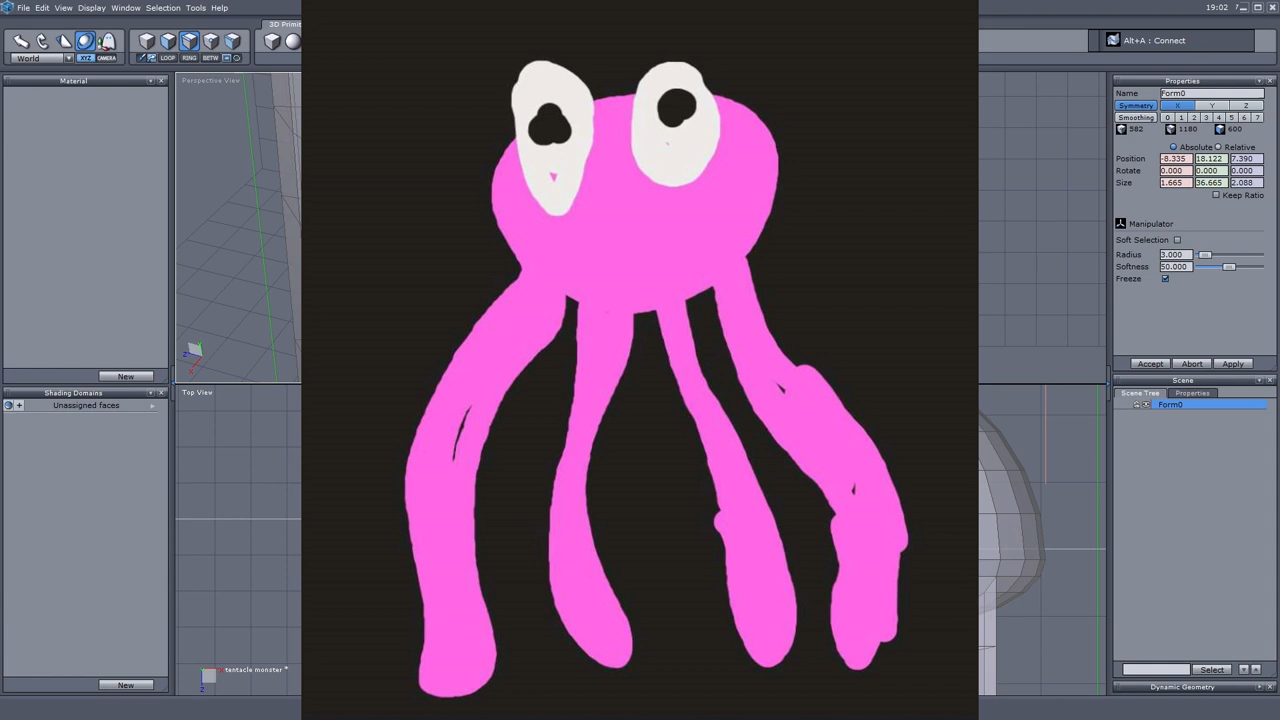 File Edit View Display Window Selection Tools Help
19:02
3D Primit
World
XYZ CAMERA
LOOP RING BETW
Alt+A : Connect
Material
Perspective View
Properties
Name Form0
Symmetry X Y Z
Smoothing 0 1 2 3 4 5 6 7
582 1180 600
Absolute Relative
Position -8.335 18.122 7.390
Rotate 0.000 0.000 0.000
Size 1.665 36.665 2.088
Keep Ratio
Manipulator
Soft Selection
Radius 3.000
Softness 50.000
Freeze
Accept Abort Apply
New
Scene
Shading Domains
Top View
Scene Tree Properties
Unassigned faces
Form0
tentacle monster *
Select
New
Dynamic Geometry